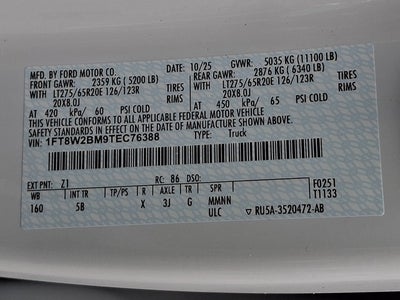 MFD. BY FORD MOTOR CO. 10/25 GVWR: 5035 KG (11100 LB)
FRONT GAWR: 2359 KG (5200 LB) REAR GAWR: 2876 KG (6340 LB)
WITH LT275/65R20E 126/123R TIRES WITH LT275/65R20E 126/123R TIRES
20X8.0J RIMS 20X8.0J RIMS
AT 420 kPa/ 60 PSI COLD AT 450 kPa/ 65 PSI COLD
THIS VEHICLE CONFORMS TO ALL APPLICABLE FEDERAL MOTOR VEHICLE
SAFETY STANDARDS IN EFFECT ON THE DATE OF MANUFACTURE SHOWN ABOVE.
VIN: 1FT8W2BM9TEC76388 TYPE: Truck
EXT PNT: Z1 RC: 86 DSO: F0251
WB INT TR TP/PS R AXLE TR SPR T1133
160 5B X 3J G MMNN
ULC ▽ RU5A-3520472-AB